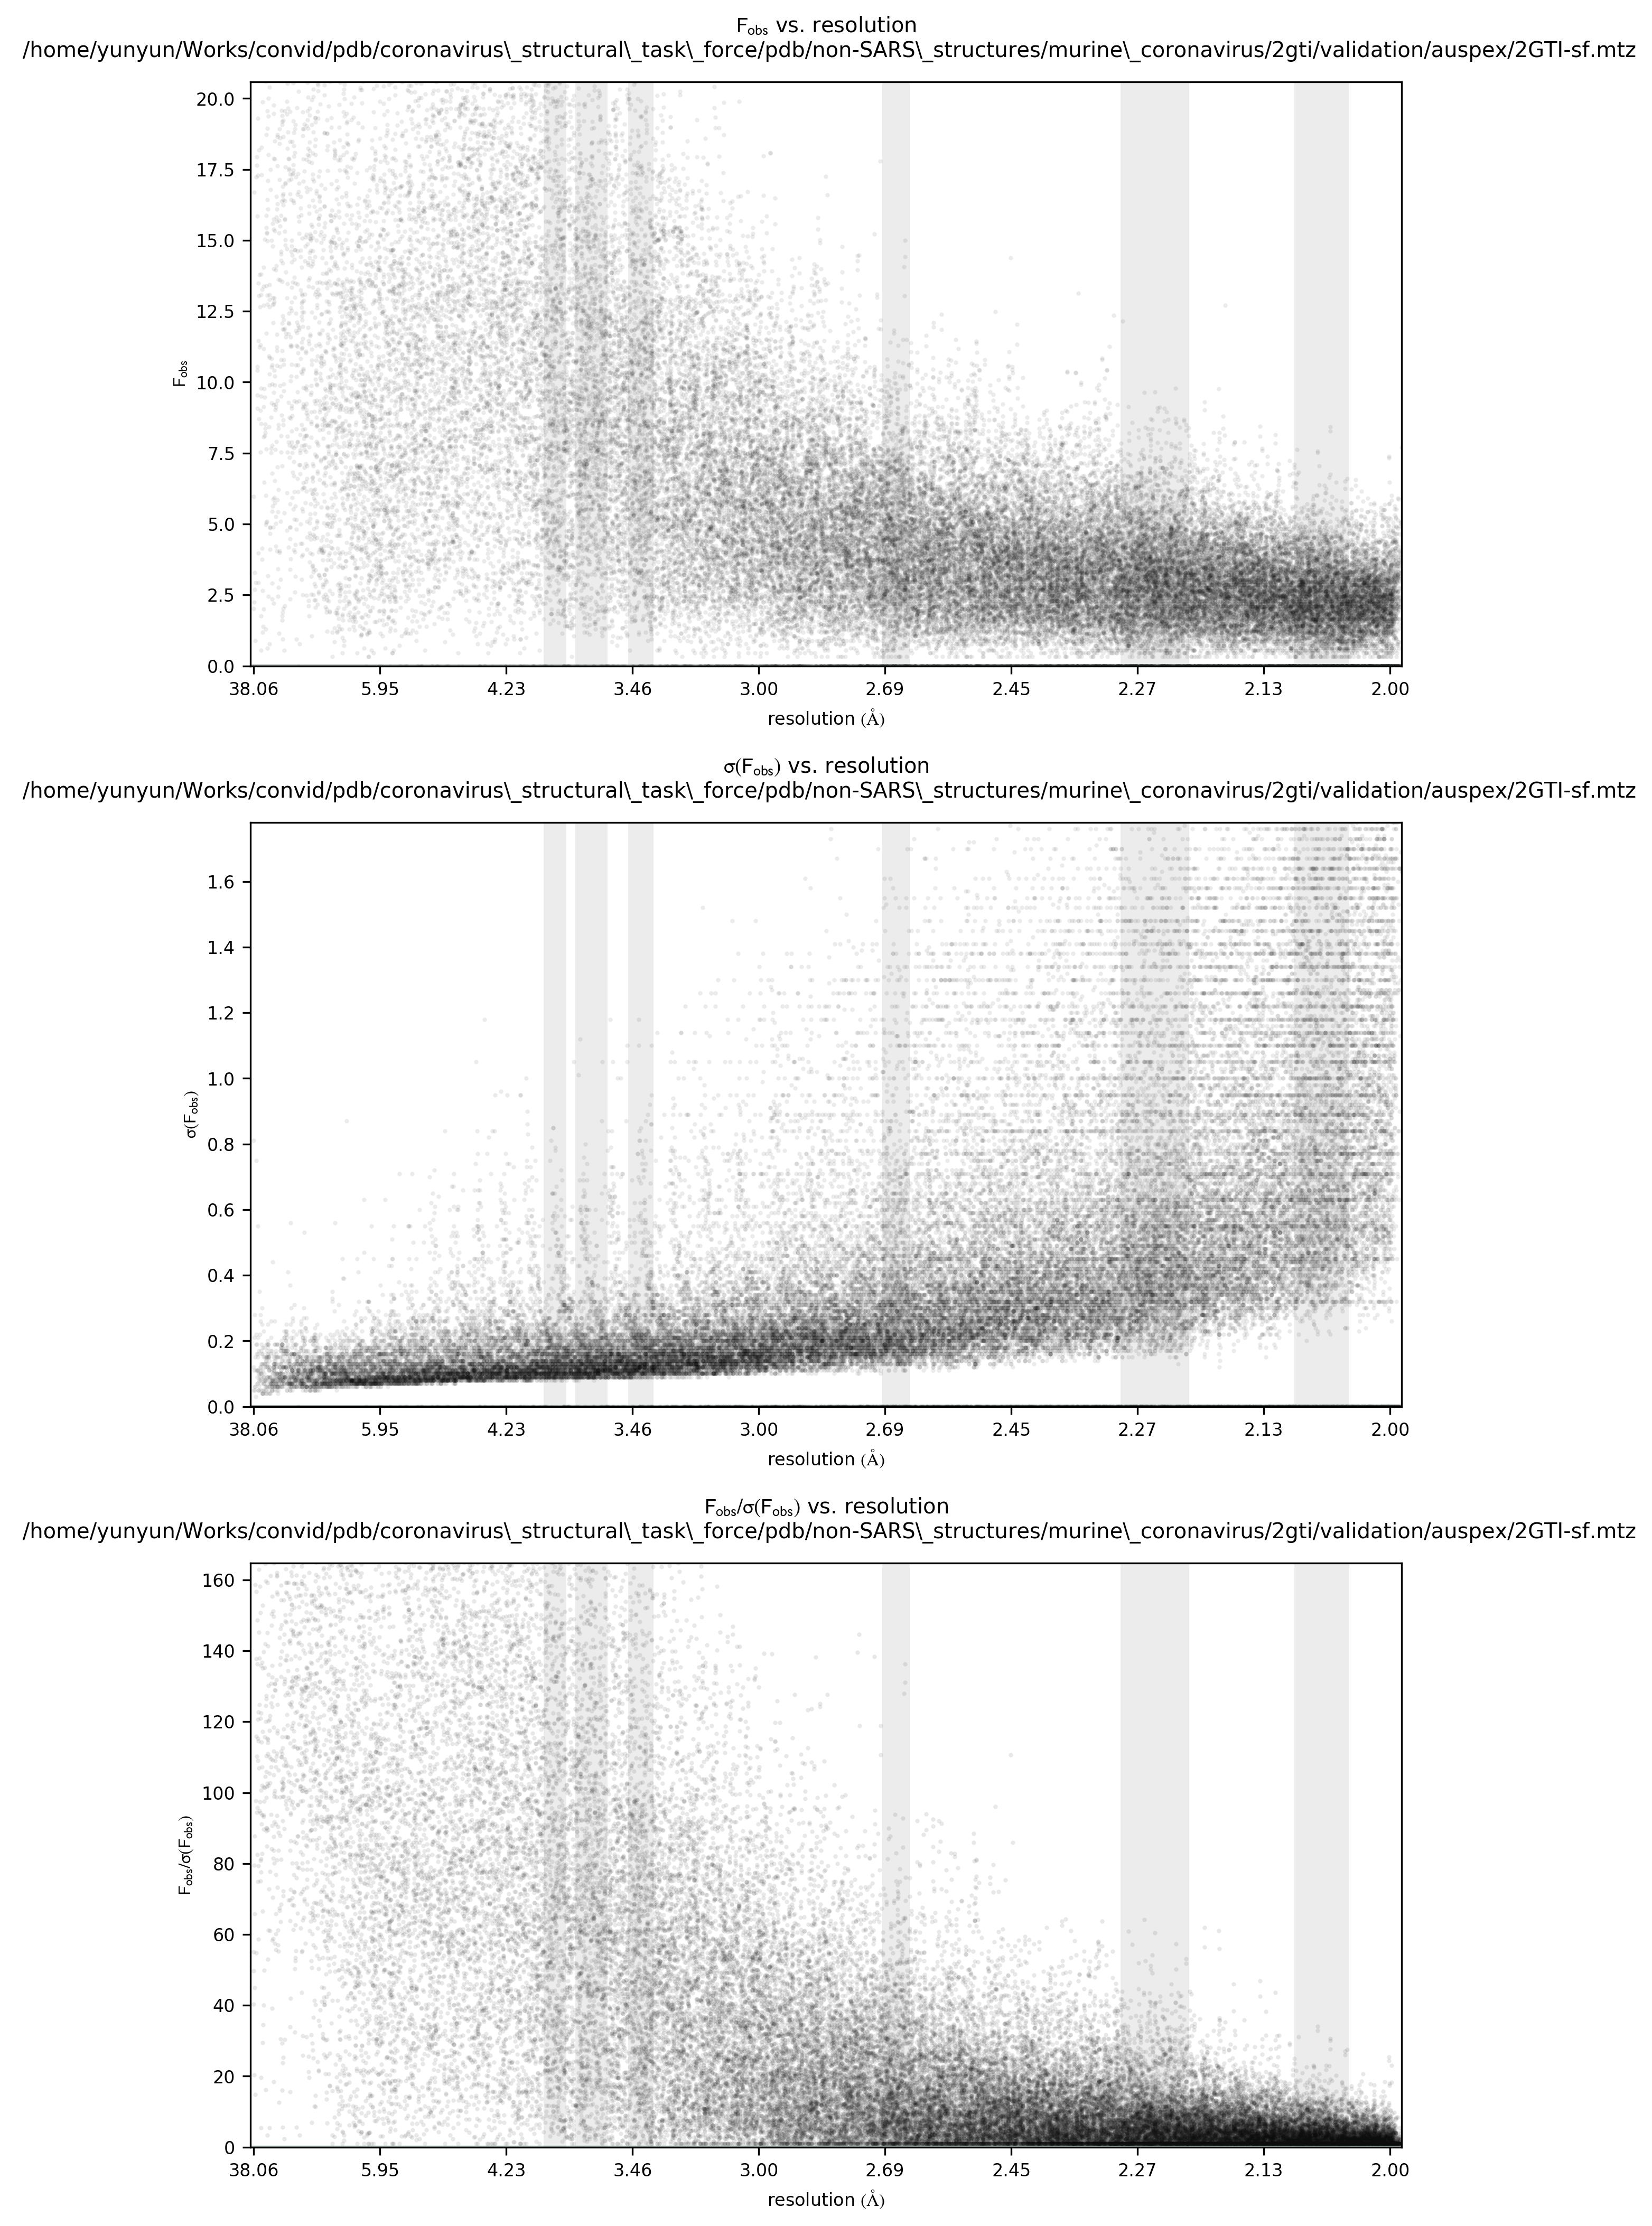 F_obs vs. resolution
/home/yunyun/Works/convid/pdb/coronavirus\_structural\_task\_force/pdb/non-SARS\_structures/murine\_coronavirus/2gti/validation/auspex/2GTI-sf.mtz
20.0
17.5
15.0
12.5
10.0
7.5
5.0
2.5
0.0
F_obs
38.06 5.95 4.23 3.46 3.00 2.69 2.45 2.27 2.13 2.00
resolution (Å)
σ(F_obs) vs. resolution
/home/yunyun/Works/convid/pdb/coronavirus\_structural\_task\_force/pdb/non-SARS\_structures/murine\_coronavirus/2gti/validation/auspex/2GTI-sf.mtz
1.6
1.4
1.2
1.0
0.8
0.6
0.4
0.2
0.0
σ(F_obs)
38.06 5.95 4.23 3.46 3.00 2.69 2.45 2.27 2.13 2.00
resolution (Å)
F_obs/σ(F_obs) vs. resolution
/home/yunyun/Works/convid/pdb/coronavirus\_structural\_task\_force/pdb/non-SARS\_structures/murine\_coronavirus/2gti/validation/auspex/2GTI-sf.mtz
160
140
120
100
80
60
40
20
0
F_obs/σ(F_obs)
38.06 5.95 4.23 3.46 3.00 2.69 2.45 2.27 2.13 2.00
resolution (Å)